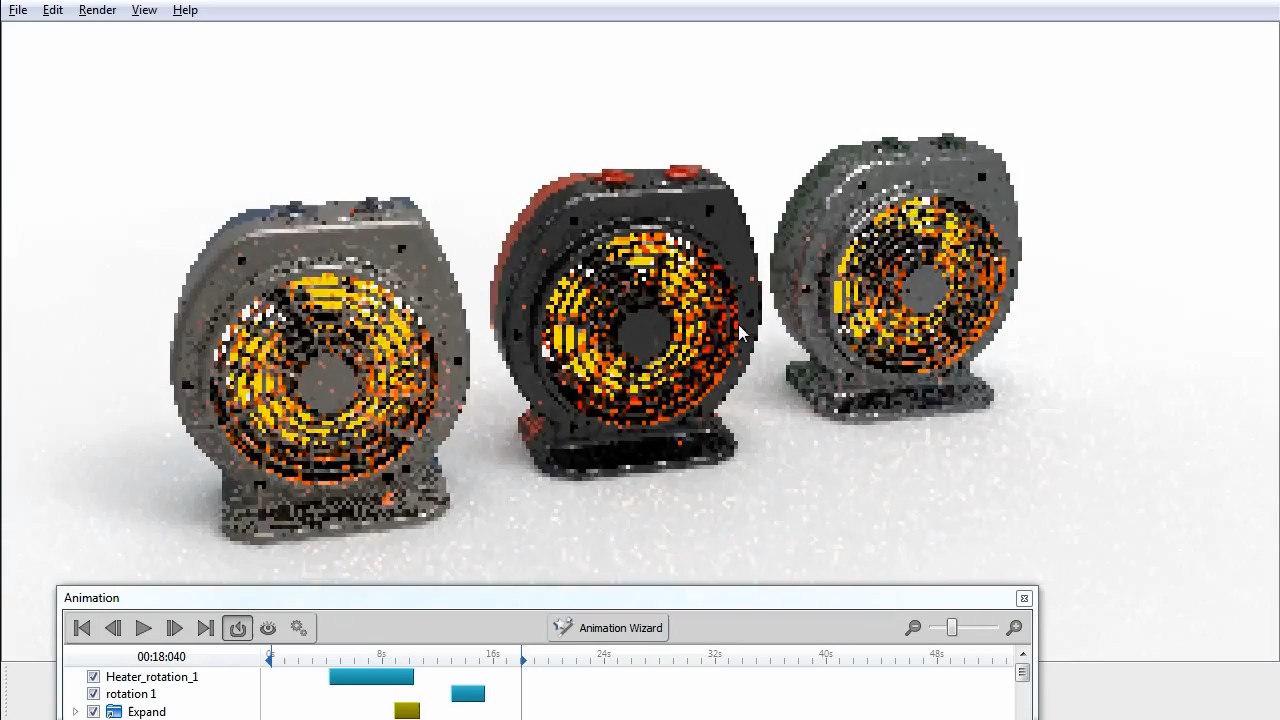 File Edit Render View Help
Animation
Animation Wizard
00:18:040
0s 8s 16s 24s 32s 40s 48s
Heater_rotation_1
rotation 1
Expand